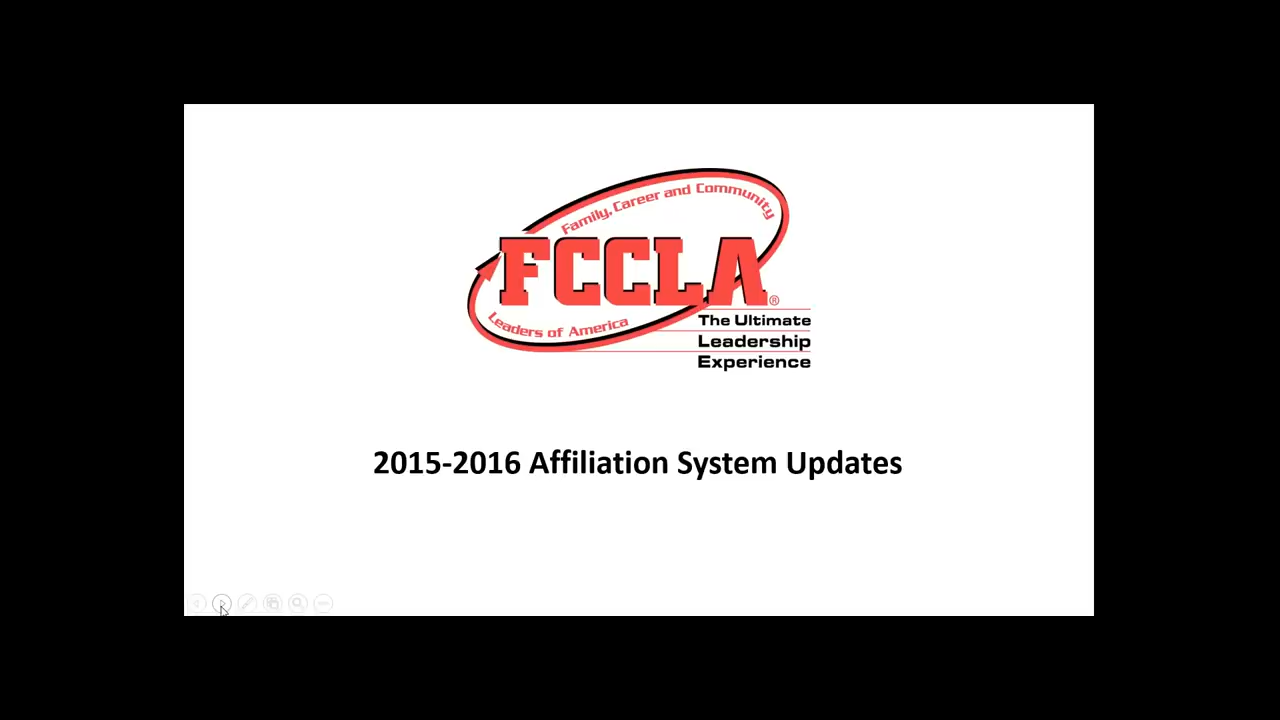 Family, Career and Community
FCCLA®
Leaders of America
The Ultimate
Leadership
Experience
2015-2016 Affiliation System Updates